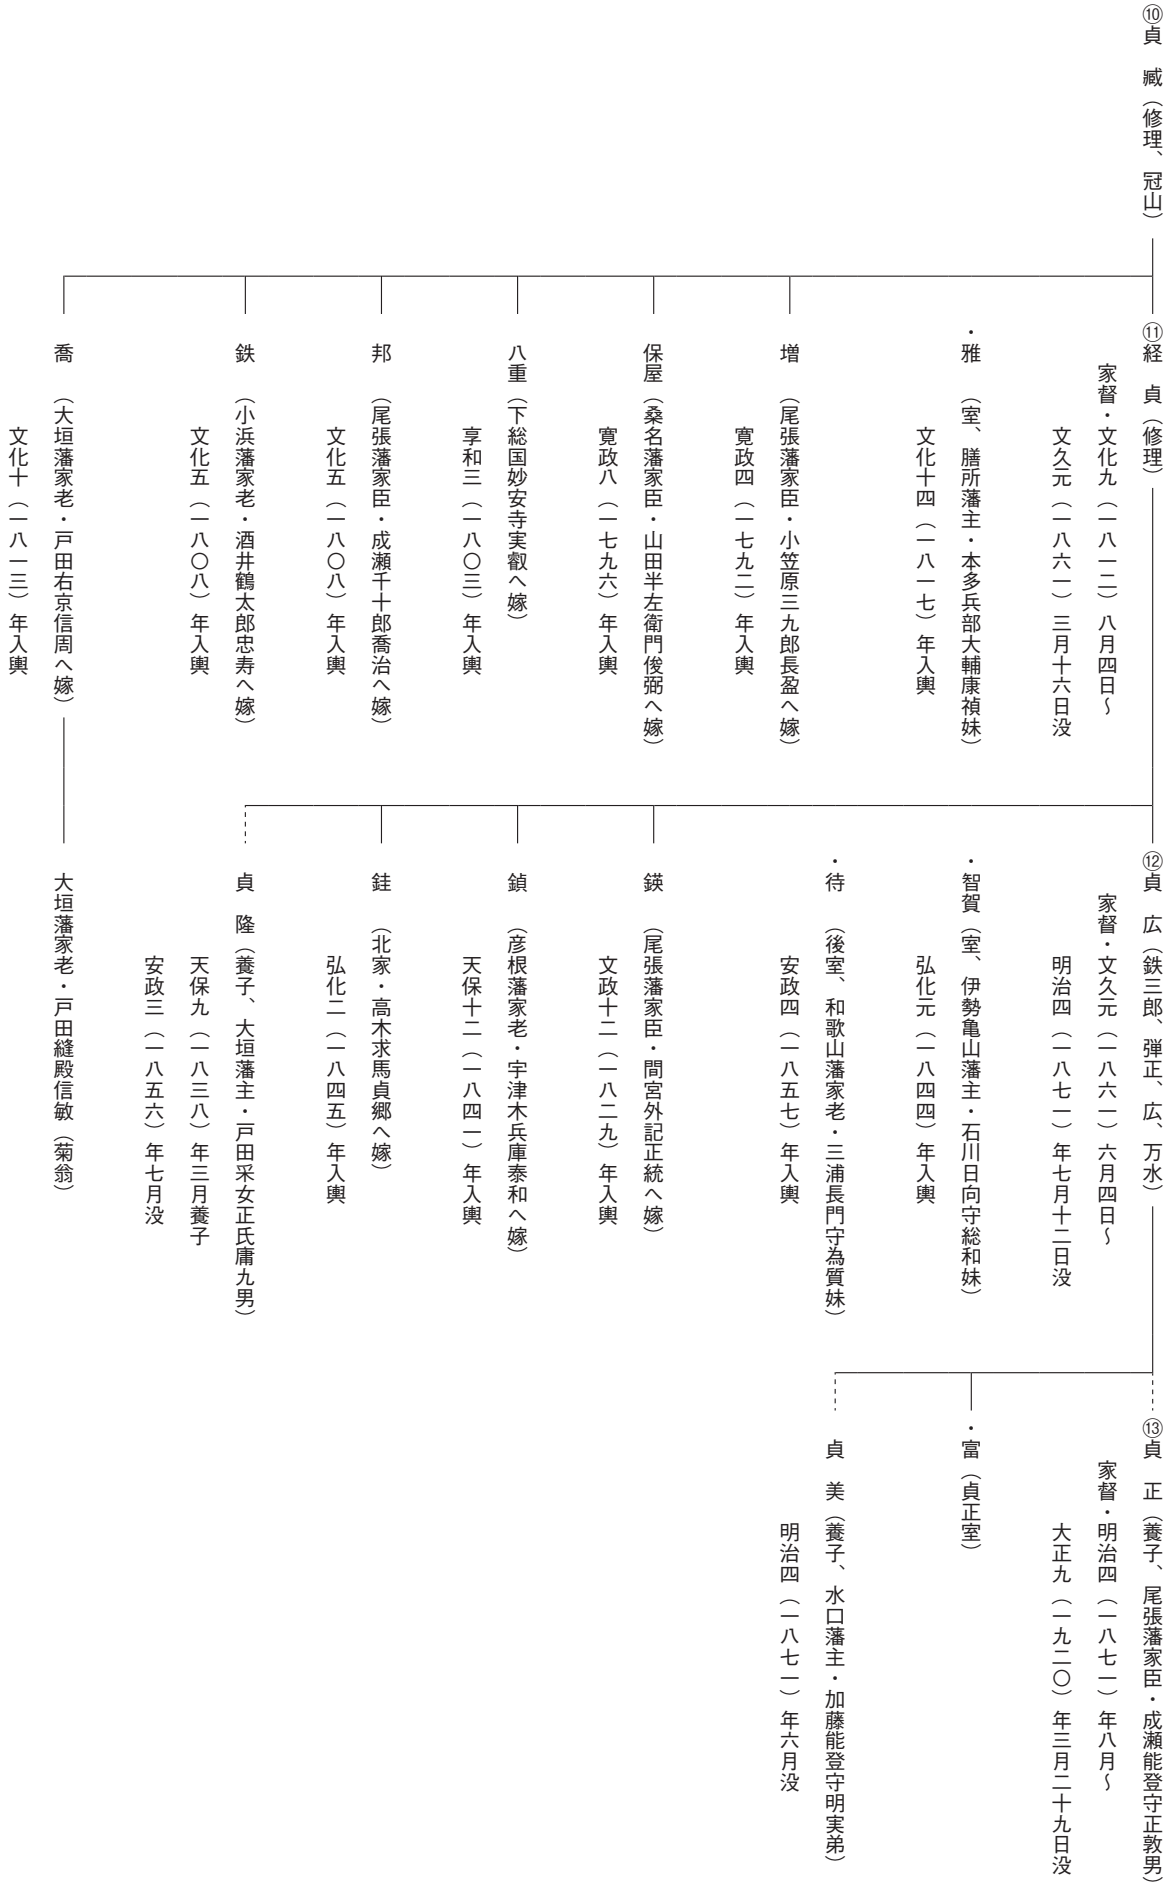 ⑩貞　臧（修理、冠山）
⑪経　貞（修理）
家督・文化九（一八一二）八月四日～
文久元（一八六一）三月十六日没
・雅　（室、膳所藩主・本多兵部大輔康禎妹）
文化十四（一八一七）年入輿
増　（尾張藩家臣・小笠原三九郎長盈へ嫁）
寛政四（一七九二）年入輿
保屋（桑名藩家臣・山田半左衛門俊弼へ嫁）
寛政八（一七九六）年入輿
八重（下総国妙安寺実叡へ嫁）
享和三（一八〇三）年入輿
邦　（尾張藩家臣・成瀬千十郎喬治へ嫁）
文化五（一八〇八）年入輿
鉄　（小浜藩家老・酒井鶴太郎忠寿へ嫁）
文化五（一八〇八）年入輿
喬　（大垣藩家老・戸田右京信周へ嫁）
文化十（一八一三）年入輿
⑫貞　広（鉄三郎、弾正、広、万水）
家督・文久元（一八六一）六月四日～
明治四（一八七一）年七月十二日没
・智賀（室、伊勢亀山藩主・石川日向守総和妹）
弘化元（一八四四）年入輿
・待　（後室、和歌山藩家老・三浦長門守為質妹）
安政四（一八五七）年入輿
鍈　（尾張藩家臣・間宮外記正統へ嫁）
文政十二（一八二九）年入輿
鎮　（彦根藩家老・宇津木兵庫泰和へ嫁）
天保十二（一八四一）年入輿
銈　（北家・高木求馬貞郷へ嫁）
弘化二（一八四五）年入輿
貞　隆（養子、大垣藩主・戸田采女正氏庸九男）
天保九（一八三八）年三月養子
安政三（一八五六）年七月没
大垣藩家老・戸田縫殿信敏（菊翁）
⑬貞　正（養子、尾張藩家臣・成瀬能登守正敦男）
家督・明治四（一八七一）年八月～
大正九（一九二〇）年三月二十九日没
・富（貞正室）
貞　美（養子、水口藩主・加藤能登守明実弟）
明治四（一八七一）年六月没